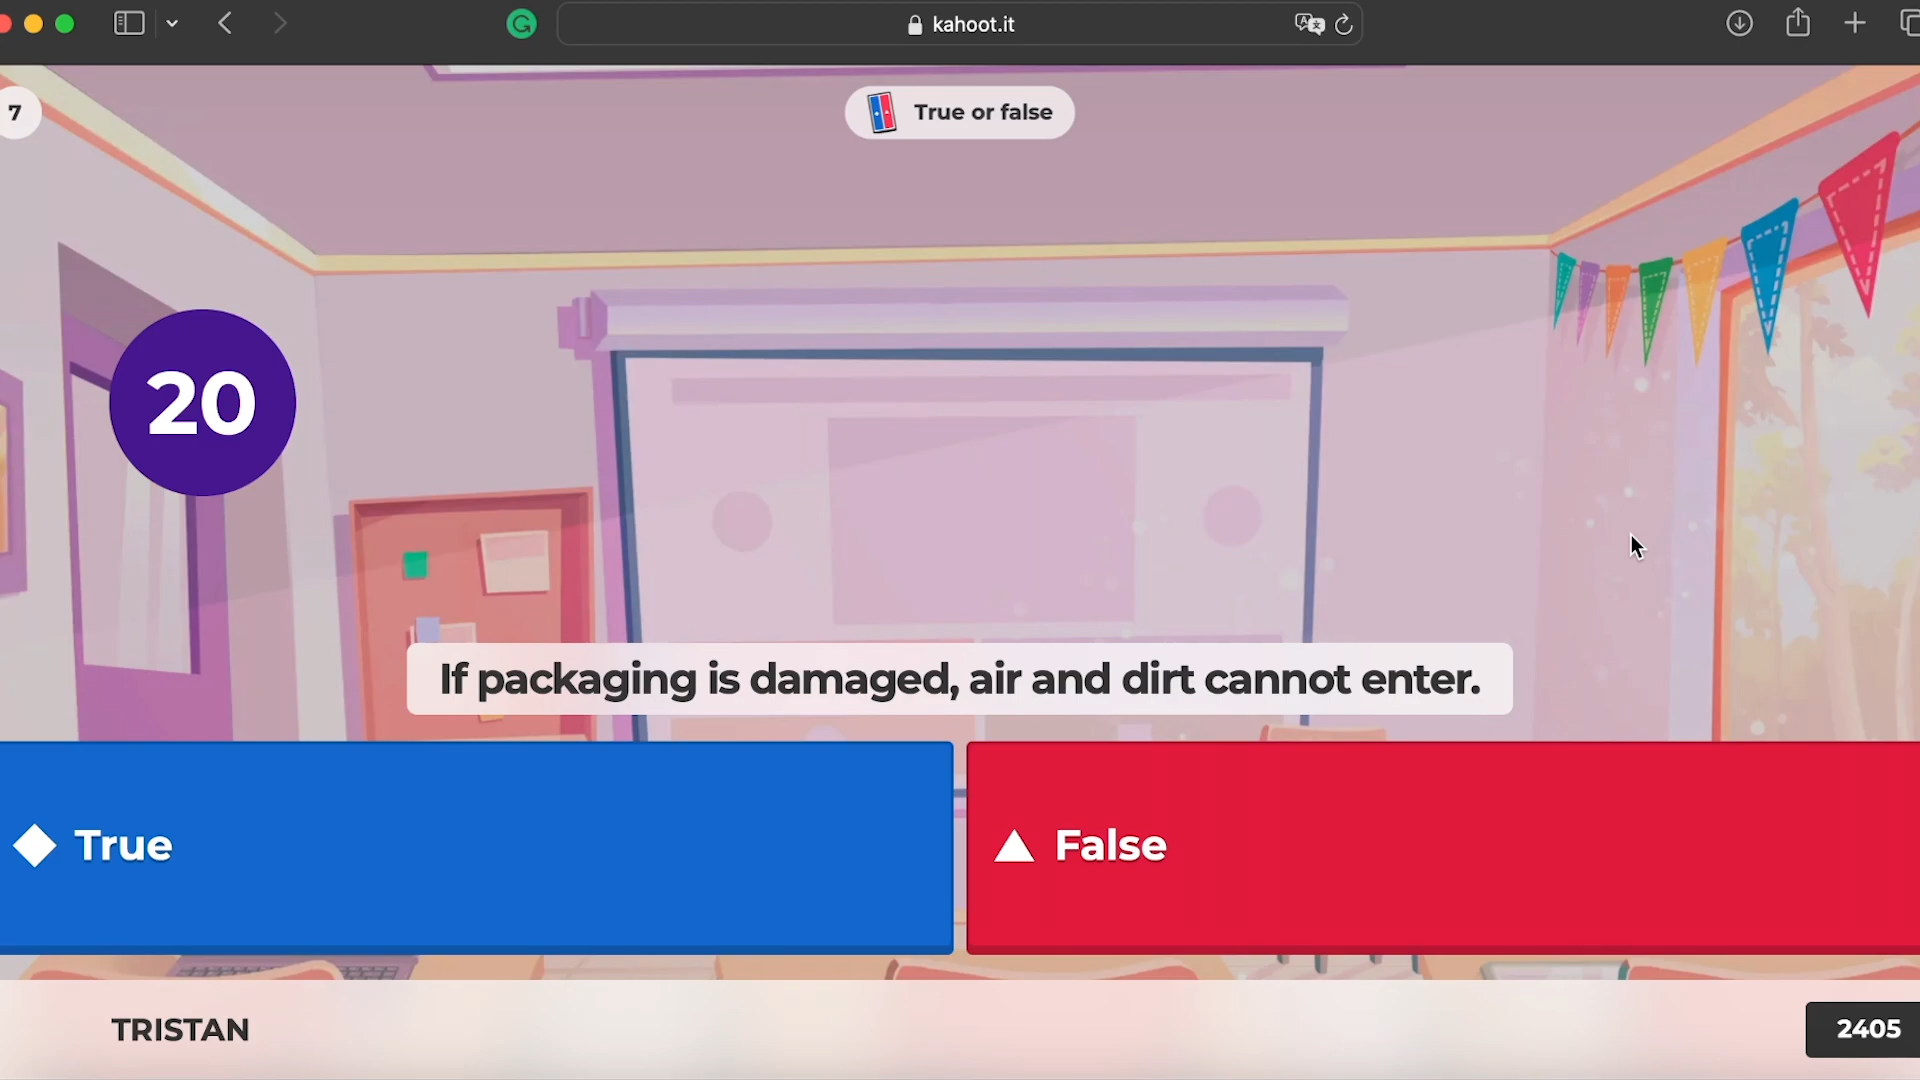 kahoot.it
7
True or false
20
If packaging is damaged, air and dirt cannot enter.
True
False
TRISTAN
2405